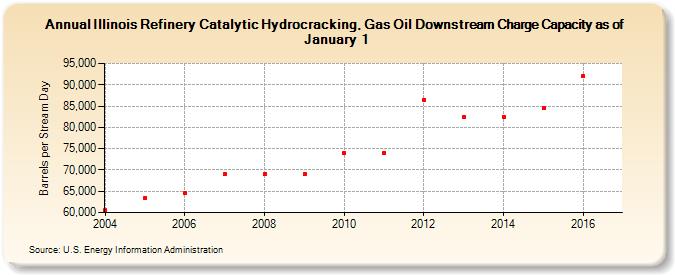 Annual Illinois Refinery Catalytic Hydrocracking, Gas Oil Downstream Charge Capacity as of
January 1
Barrels per Stream Day
95,000
90,000
85,000
80,000
75,000
70,000
65,000
60,000
2004 2006 2008 2010 2012 2014 2016
Source: U.S. Energy Information Administration